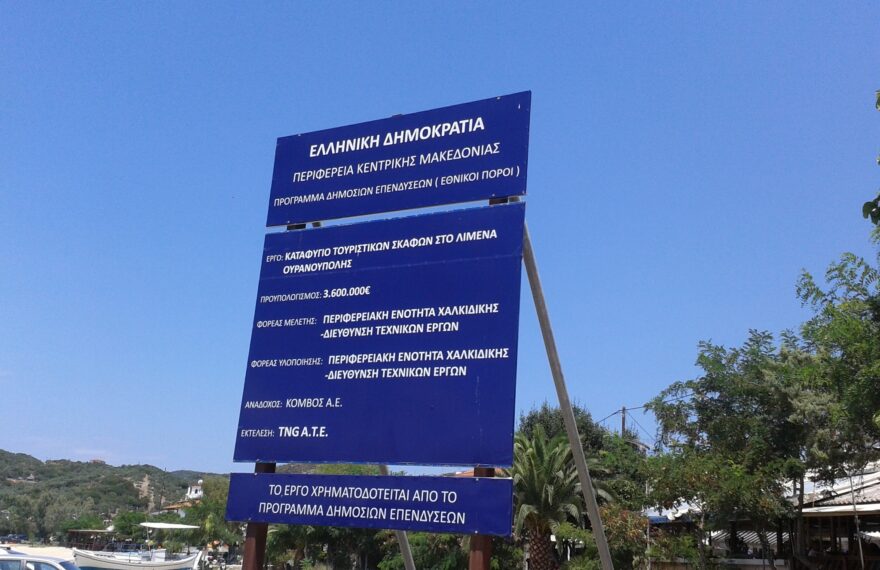 ΕΛΛΗΝΙΚΗ ΔΗΜΟΚΡΑΤΙΑ
ΠΕΡΙΦΕΡΕΙΑ ΚΕΝΤΡΙΚΗΣ ΜΑΚΕΔΟΝΙΑΣ
ΠΡΟΓΡΑΜΜΑ ΔΗΜΟΣΙΩΝ ΕΠΕΝΔΥΣΕΩΝ ( ΕΘΝΙΚΟΙ ΠΟΡΟΙ )
ΕΡΓΟ: ΚΑΤΑΦΥΓΙΟ ΤΟΥΡΙΣΤΙΚΩΝ ΣΚΑΦΩΝ ΣΤΟ ΛΙΜΕΝΑ
ΟΥΡΑΝΟΥΠΟΛΗΣ
ΠΡΟΥΠΟΛΟΓΙΣΜΟΣ: 3.600.000€
ΦΟΡΕΑΣ ΜΕΛΕΤΗΣ: ΠΕΡΙΦΕΡΕΙΑΚΗ ΕΝΟΤΗΤΑ ΧΑΛΚΙΔΙΚΗΣ
-ΔΙΕΥΘΥΝΣΗ ΤΕΧΝΙΚΩΝ ΕΡΓΩΝ
ΦΟΡΕΑΣ ΥΛΟΠΟΙΗΣΗΣ: ΠΕΡΙΦΕΡΕΙΑΚΗ ΕΝΟΤΗΤΑ ΧΑΛΚΙΔΙΚΗΣ
-ΔΙΕΥΘΥΝΣΗ ΤΕΧΝΙΚΩΝ ΕΡΓΩΝ
ΑΝΑΔΟΧΟΣ: ΚΟΜΒΟΣ Α.Ε.
ΕΚΤΕΛΕΣΗ: TNG Α.Τ.Ε.
ΤΟ ΕΡΓΟ ΧΡΗΜΑΤΟΔΟΤΕΙΤΑΙ ΑΠΟ ΤΟ
ΠΡΟΓΡΑΜΜΑ ΔΗΜΟΣΙΩΝ ΕΠΕΝΔΥΣΕΩΝ